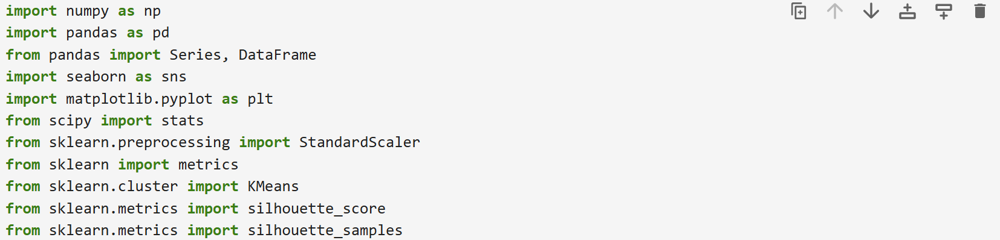 import numpy as np
import pandas as pd
from pandas import Series, DataFrame
import seaborn as sns
import matplotlib.pyplot as plt
from scipy import stats
from sklearn.preprocessing import StandardScaler
from sklearn import metrics
from sklearn.cluster import KMeans
from sklearn.metrics import silhouette_score
from sklearn.metrics import silhouette_samples